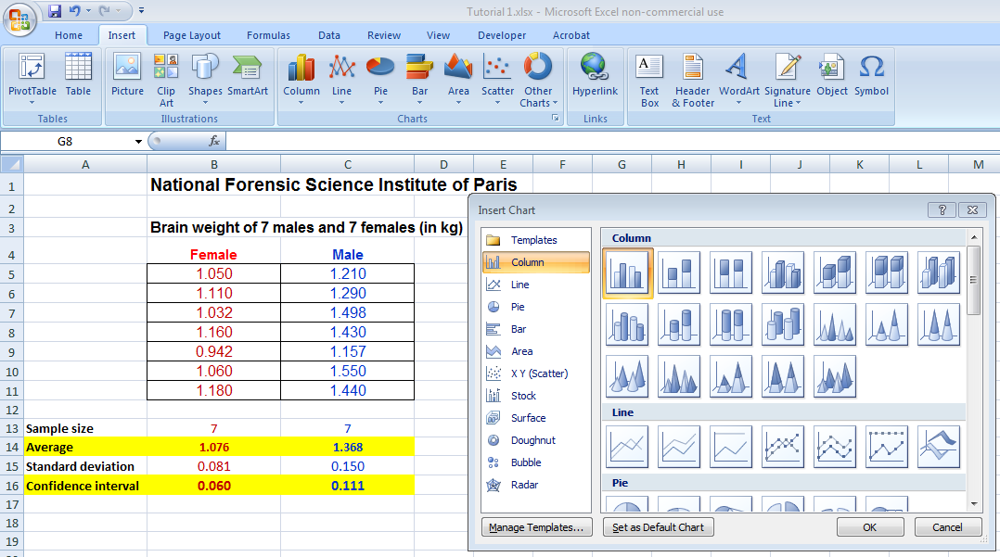 Tutorial1.xlsx - Microsoft Excel non-commercial use
Home Insert Page Layout Formulas Data Review View Developer Acrobat
PivotTable Table Picture Clip Art Shapes SmartArt Column Line Pie Bar Area Scatter Other Charts Hyperlink Text Box Header & Footer WordArt Signature Line Object Symbol
Tables Illustrations Charts Links Text
G8 fx
A B C D E F G H I J K L M
1 National Forensic Science Institute of Paris
2
3 Brain weight of 7 males and 7 females (in kg)
4 Female Male
5 1.050 1.210
6 1.110 1.290
7 1.032 1.498
8 1.160 1.430
9 0.942 1.157
10 1.060 1.550
11 1.180 1.440
12
13 Sample size 7 7
14 Average 1.076 1.368
15 Standard deviation 0.081 0.150
16 Confidence interval 0.060 0.111
17
18
19
Insert Chart ?
Templates
Column
Line
Pie
Bar
Area
X Y (Scatter)
Stock
Surface
Doughnut
Bubble
Radar
Column
Line
Pie
Manage Templates... Set as Default Chart OK Cancel